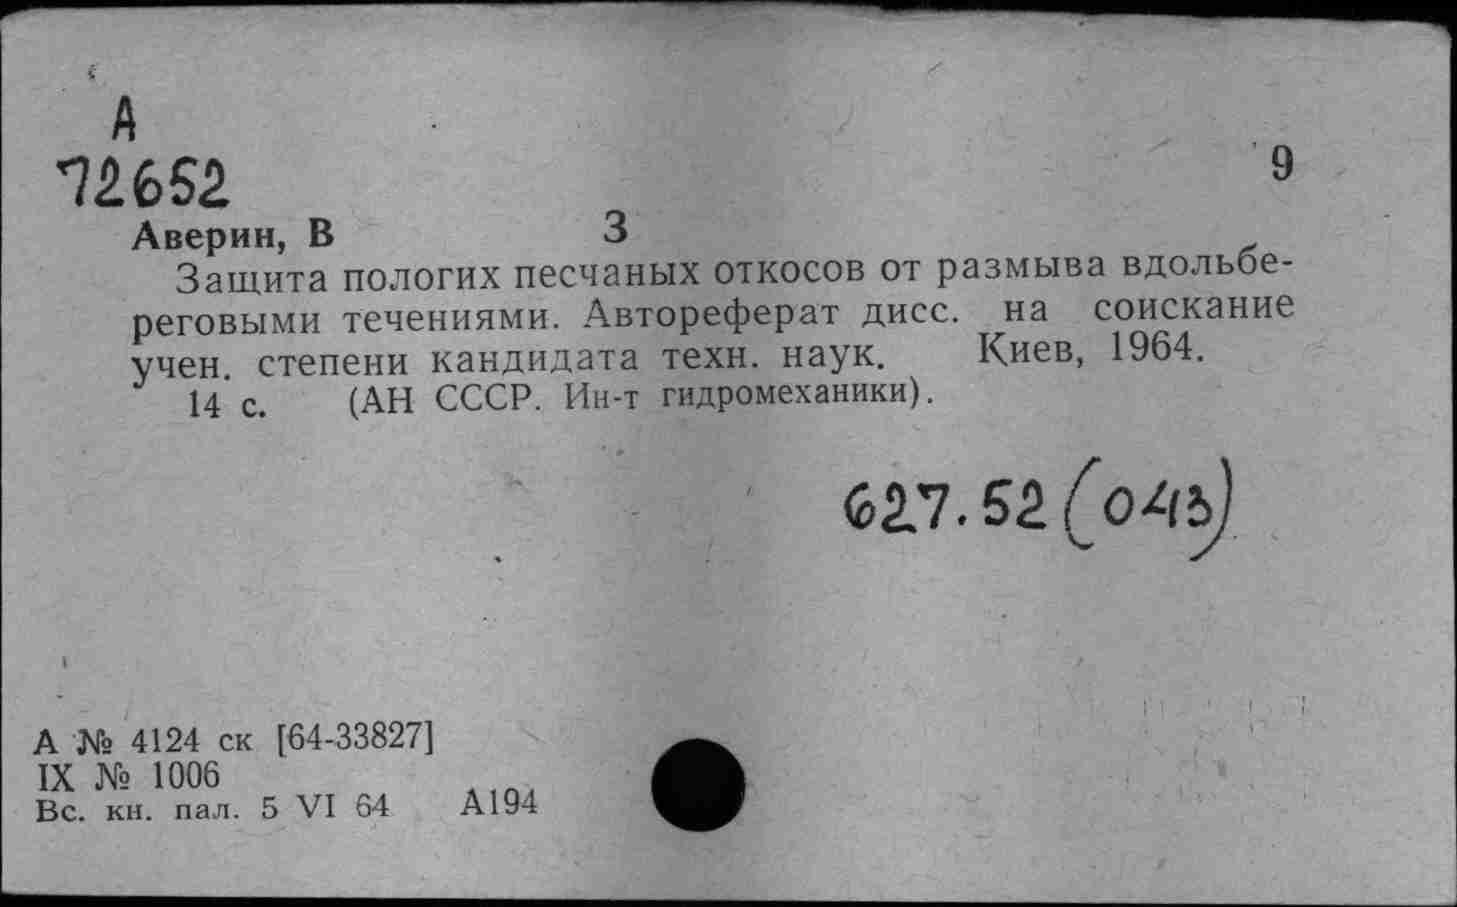 А
72652
9
Аверин, В З
Защита пологих песчаных откосов от размыва вдольбе-
реговыми течениями. Автореферат дисс. на соискание
учен. степени кандидата техн. наук. Киев, 1964.
14 с. (АН СССР. Ин-т гидромеханики).
627.52(043)
А № 4124 ск [64-33827]
IX № 1006
Вс. кн. пал. 5 VI 64 А194